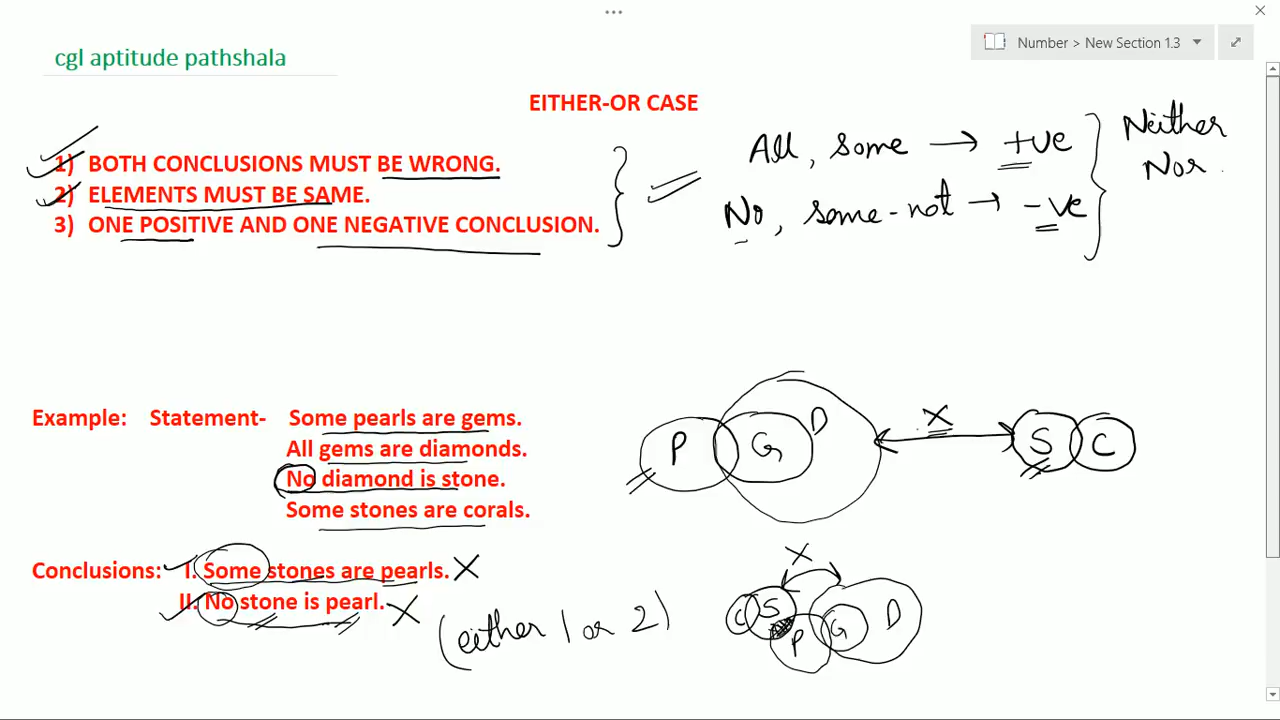 cgl aptitude pathshala
Number > New Section 1.3
EITHER-OR CASE
1) BOTH CONCLUSIONS MUST BE WRONG.
2) ELEMENTS MUST BE SAME.
3) ONE POSITIVE AND ONE NEGATIVE CONCLUSION.
All, some → +ve
No, some-not → -ve
Neither
Nor
Example: Statement- Some pearls are gems.
All gems are diamonds.
No diamond is stone.
Some stones are corals.
P G D X S C
Conclusions: I. Some stones are pearls. X
II. No stone is pearl. X
(either 1 or 2)
X
C S P G D